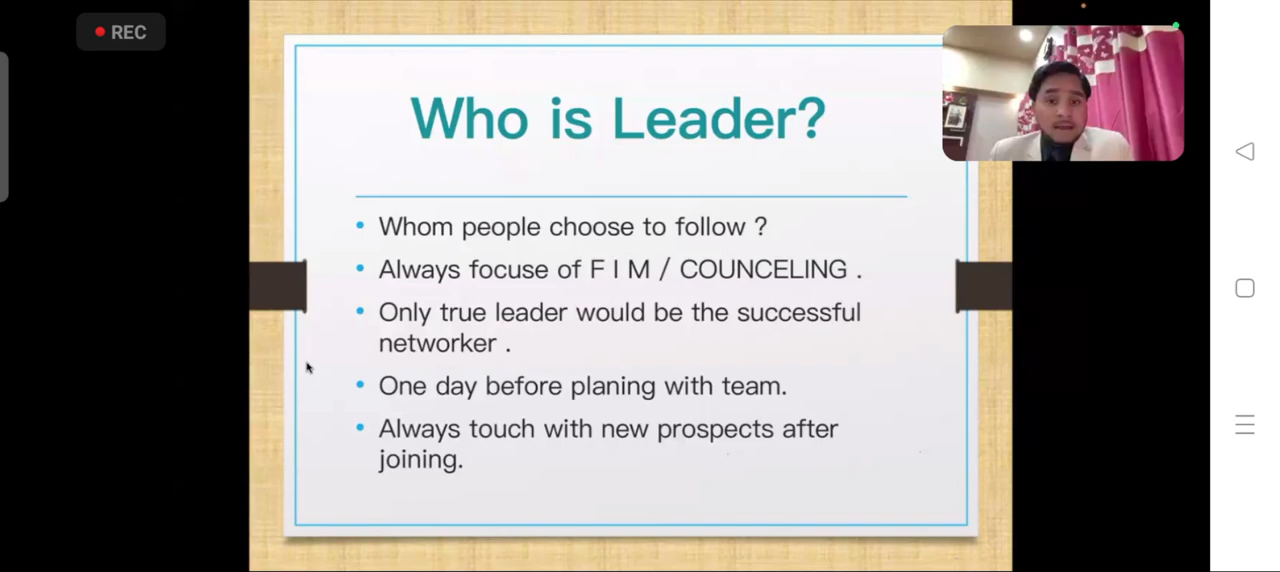 REC
Who is Leader?
Whom people choose to follow ?
Always focuse of F I M / COUNCELING .
Only true leader would be the successful
networker .
One day before planing with team.
Always touch with new prospects after
joining.